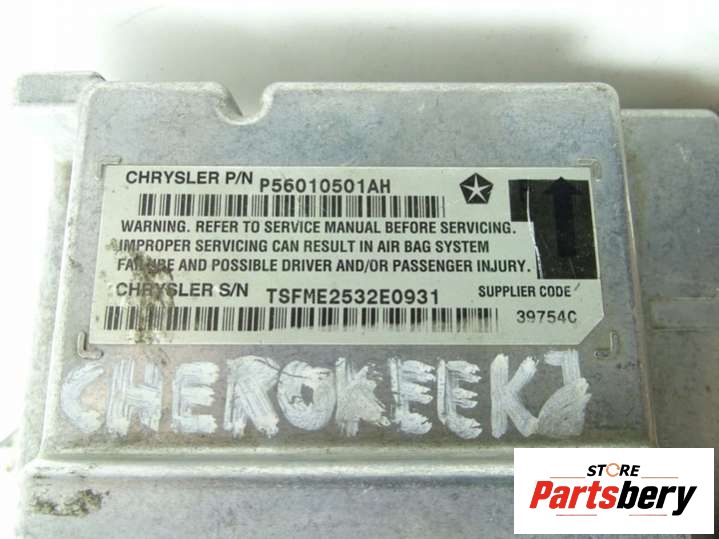 CHRYSLER P/N P56010501AH
WARNING. REFER TO SERVICE MANUAL BEFORE SERVICING.
IMPROPER SERVICING CAN RESULT IN AIR BAG SYSTEM
FAILURE AND POSSIBLE DRIVER AND/OR PASSENGER INJURY.
CHRYSLER S/N TSFME2532E0931 SUPPLIER CODE
39754C
CHEROKEEKJ
STORE
Partsbery